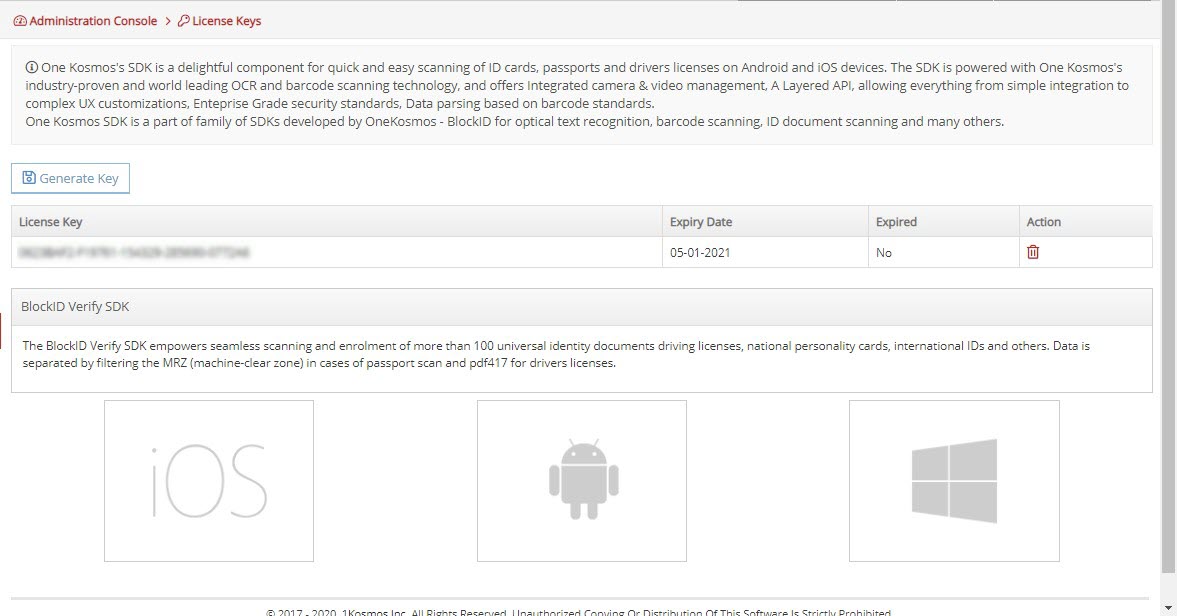 Administration Console > License Keys
One Kosmos's SDK is a delightful component for quick and easy scanning of ID cards, passports and drivers licenses on Android and iOS devices. The SDK is powered with One Kosmos's
industry-proven and world leading OCR and barcode scanning technology, and offers Integrated camera & video management, A Layered API, allowing everything from simple integration to
complex UX customizations, Enteprise Grade security standards, Data parsing based on barcode standards.
One Kosmos SDK is a part of family of SDKs developed by OneKosmos - BlockID for optical text recognition, barcode scanning, ID document scanning and many others.
Generate Key
License Key Expiry Date Expired Action
05-01-2021 No
BlockID Verify SDK
The BlockID Verify SDK empowers seamless scanning and enrolment of more than 100 universal identity documents driving licenses, national personality cards, international IDs and others. Data is
separated by filtering the MRZ (machine-clear zone) in cases of passport scan and pdf417 for drivers licenses.
iOS
© 2017 - 2020, 1Kosmos Inc. All Rights Reserved. Unauthorized Copying Or Distribution Of This Software Is Strictly Prohibited